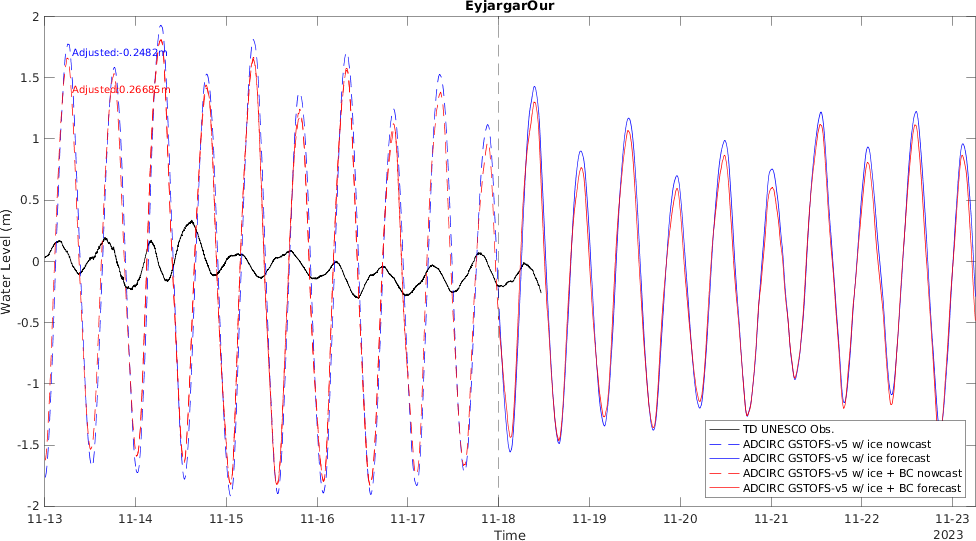 EyjargarOur
2
1.5
1
0.5
0
-0.5
-1
-1.5
-2
Water Level (m)
Adjusted:-0.2482m
Adjusted:0.26685m
TD UNESCO Obs.
ADCIRC GSTOFS-v5 w/ ice nowcast
ADCIRC GSTOFS-v5 w/ ice forecast
ADCIRC GSTOFS-v5 w/ ice + BC nowcast
ADCIRC GSTOFS-v5 w/ ice + BC forecast
11-13 11-14 11-15 11-16 11-17 11-18 11-19 11-20 11-21 11-22 11-23
Time
2023